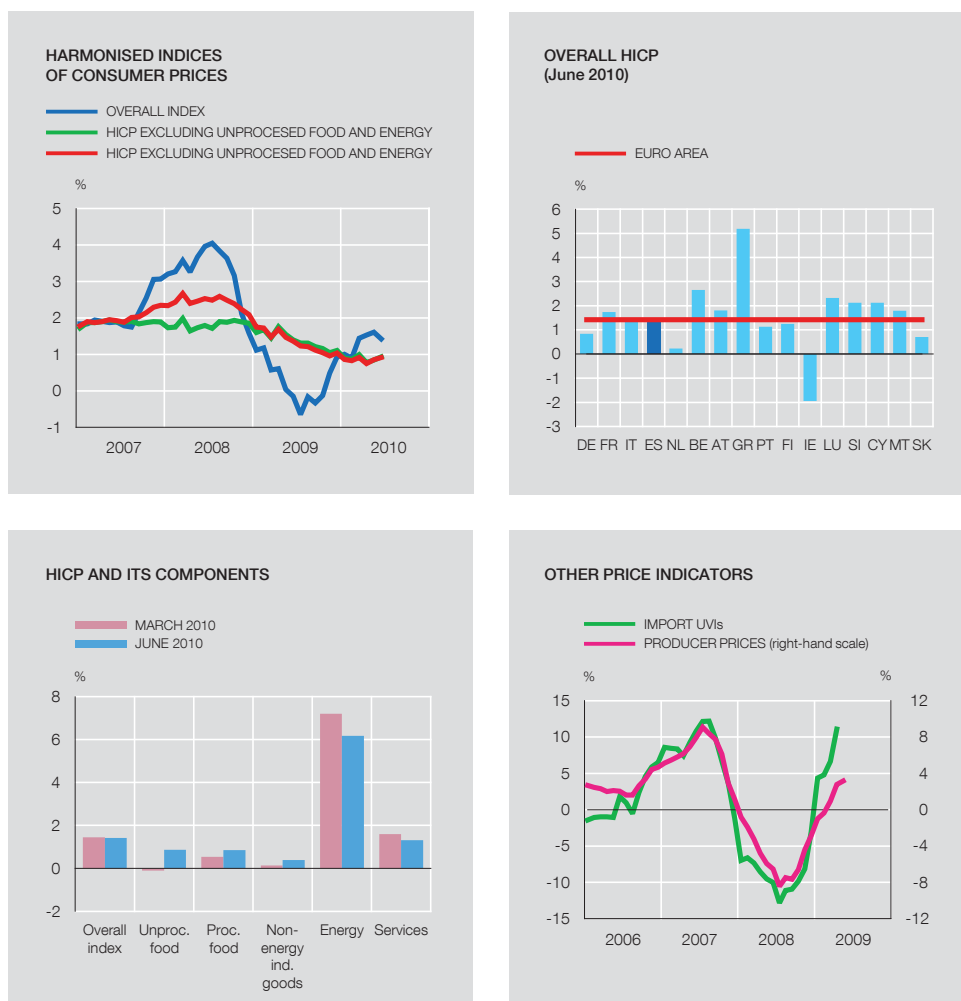 HARMONISED INDICES
OF CONSUMER PRICES
OVERALL INDEX
HICP EXCLUDING UNPROCESED FOOD AND ENERGY
HICP EXCLUDING UNPROCESED FOOD AND ENERGY
%
5
4
3
2
1
0
-1
2007 2008 2009 2010
OVERALL HICP
(June 2010)
EURO AREA
%
6
5
4
3
2
1
0
-1
-2
-3
DE FR IT ES NL BE AT GR PT FI IE LU SI CY MT SK
HICP AND ITS COMPONENTS
MARCH 2010
JUNE 2010
%
8
6
4
2
0
-2
Overall Unproc. Proc. Non- Energy Services
index food food energy
ind.
goods
OTHER PRICE INDICATORS
IMPORT UVIs
PRODUCER PRICES (right-hand scale)
% %
15 12
10 8
5 4
0 0
-5 -4
-10 -8
-15 -12
2006 2007 2008 2009